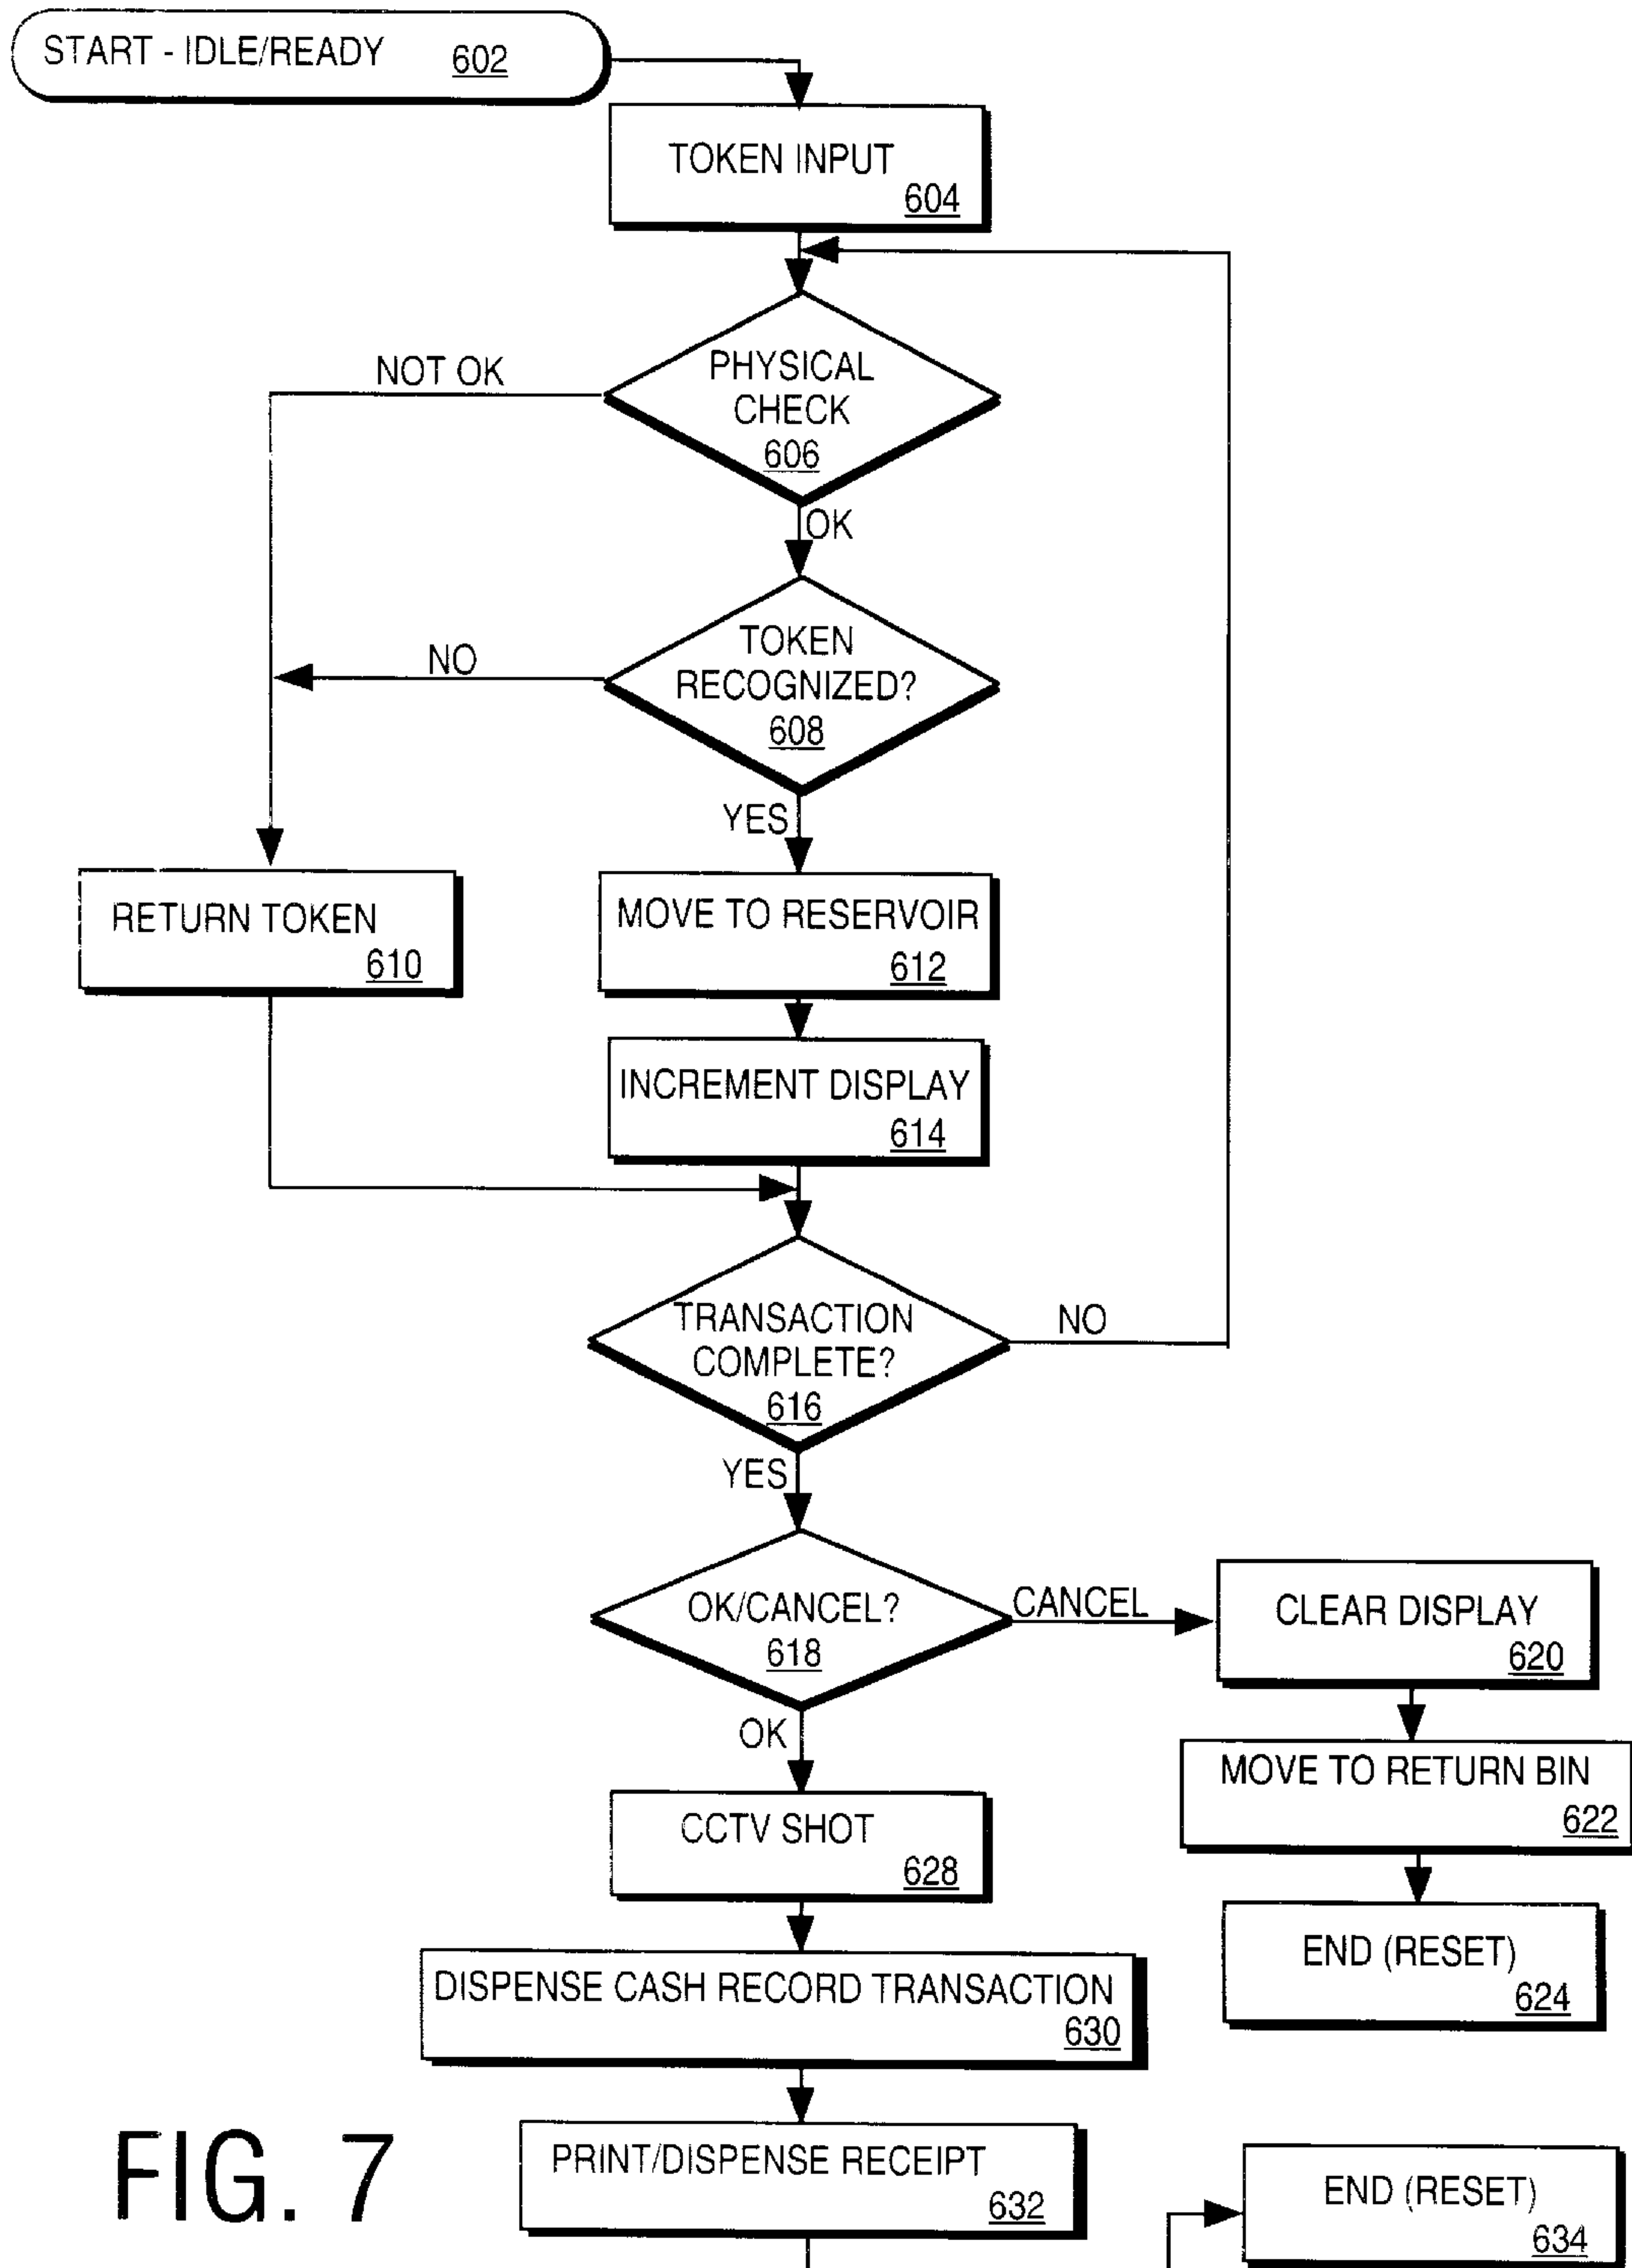 START - IDLE/READY 602
TOKEN INPUT
604
NOT OK
PHYSICAL
CHECK
606
OK
NO
TOKEN
RECOGNIZED?
608
YES
RETURN TOKEN
610
MOVE TO RESERVOIR
612
INCREMENT DISPLAY
614
TRANSACTION
COMPLETE?
616
NO
YES
OK/CANCEL?
618
CANCEL
CLEAR DISPLAY
620
OK
MOVE TO RETURN BIN
622
CCTV SHOT
628
END (RESET)
624
DISPENSE CASH RECORD TRANSACTION
630
PRINT/DISPENSE RECEIPT
632
END (RESET)
634
FIG. 7